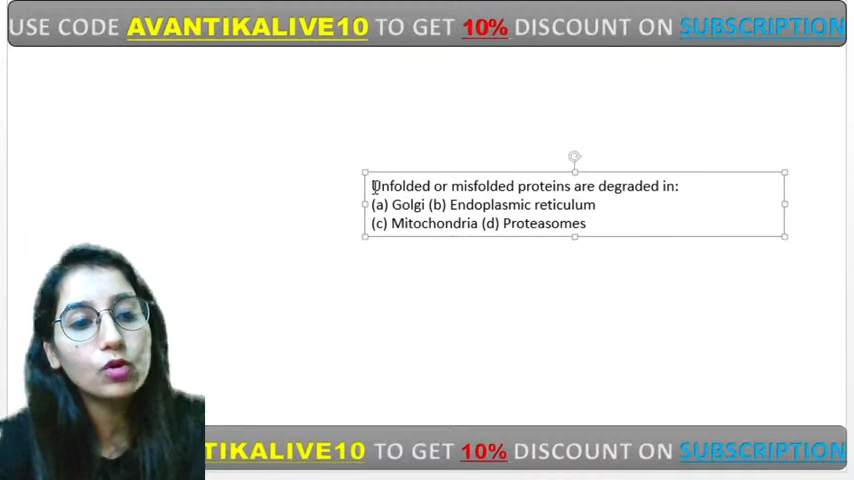 USE CODE AVANTIKALIVE10 TO GET 10% DISCOUNT ON SUBSCRIPTION
Unfolded or misfolded proteins are degraded in:
(a) Golgi (b) Endoplasmic reticulum
(c) Mitochondria (d) Proteasomes
TIKALIVE10 TO GET 10% DISCOUNT ON SUBSCRIPTION